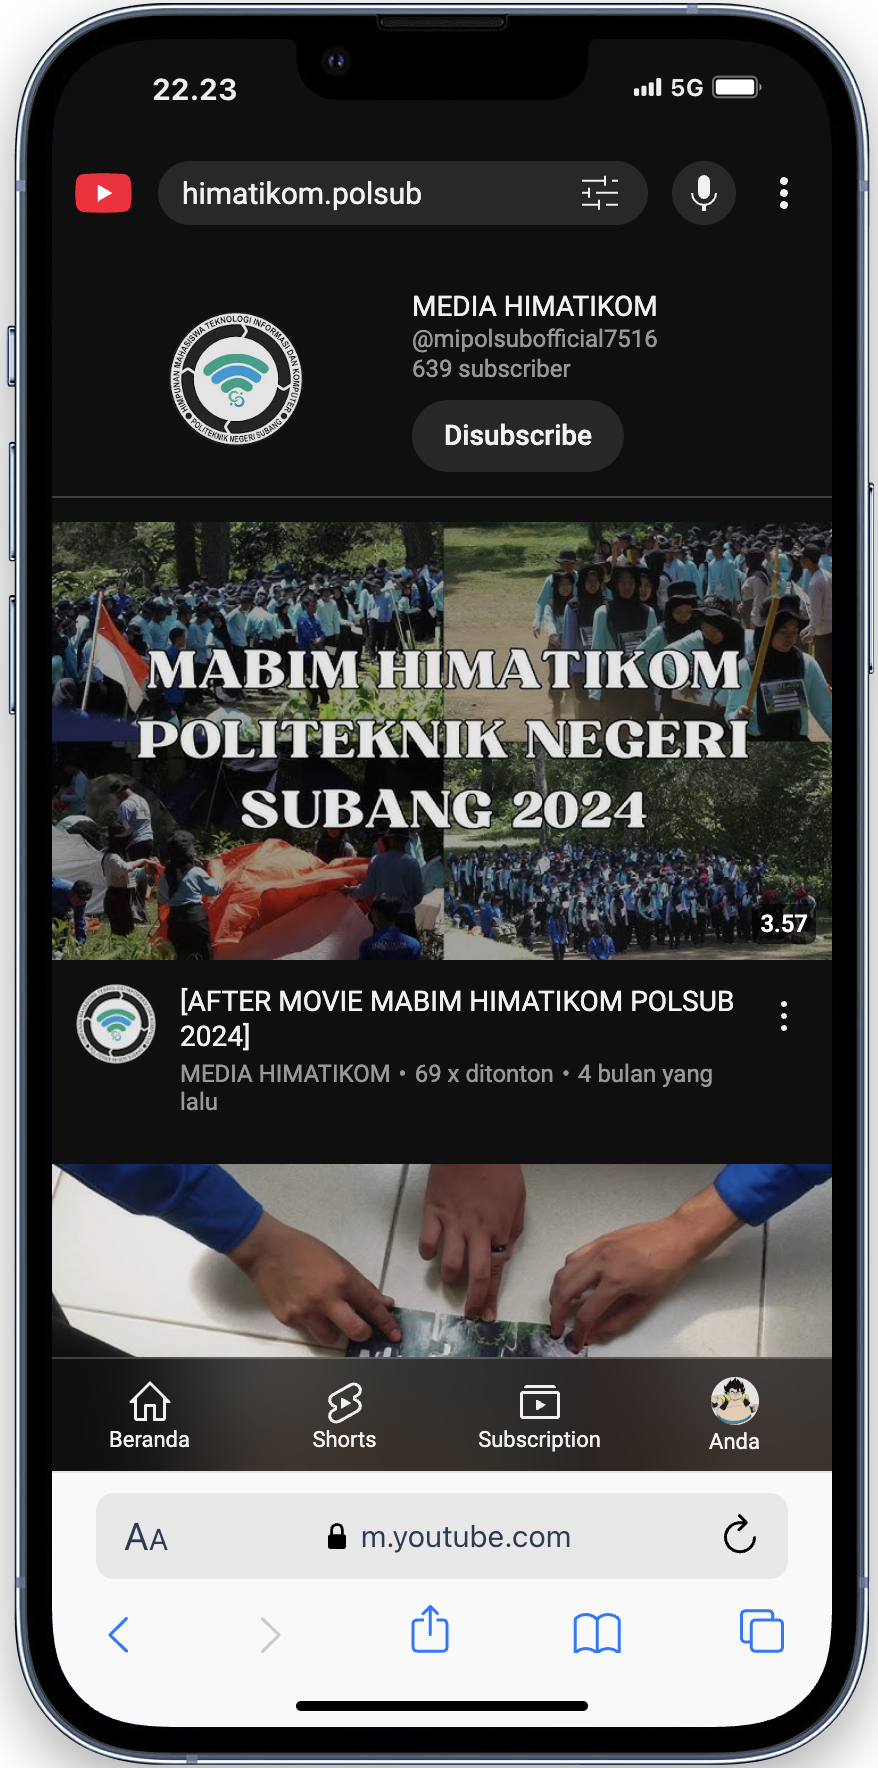 22.23
5G
himatikom.polsub
HIMPUNAN MAHASISWA TEKNOLOGI INFORMASI DAN KOMPUTER
POLITEKNIK NEGERI SUBANG
MEDIA HIMATIKOM
@mipolsubofficial7516
639 subscriber
Disubscribe
MABIM HIMATIKOM
POLITEKNIK NEGERI
SUBANG 2024
3.57
[AFTER MOVIE MABIM HIMATIKOM POLSUB
2024]
MEDIA HIMATIKOM • 69 x ditonton • 4 bulan yang
lalu
Beranda
Shorts
Subscription
Anda
AA
m.youtube.com